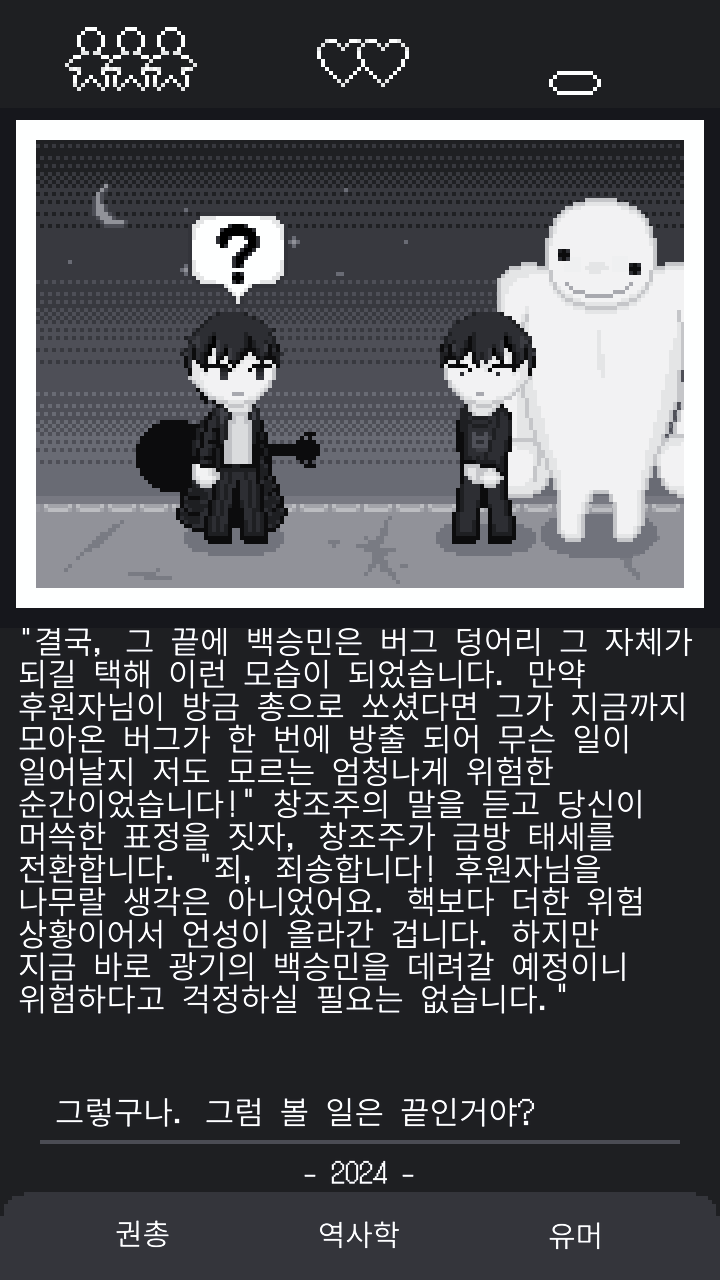 ?
"결국, 그 끝에 백승민은 버그 덩어리 그 자체가
되길 택해 이런 모습이 되었습니다. 만약
후원자님이 방금 총으로 쏘셨다면 그가 지금까지
모아온 버그가 한 번에 방출 되어 무슨 일이
일어날지 저도 모르는 엄청나게 위험한
순간이었습니다!" 창조주의 말을 듣고 당신이
머쓱한 표정을 짓자, 창조주가 금방 태세를
전환합니다. "죄, 죄송합니다! 후원자님을
나무랄 생각은 아니었어요. 핵보다 더한 위험
상황이어서 언성이 올라간 겁니다. 하지만
지금 바로 광기의 백승민을 데려갈 예정이니
위험하다고 걱정하실 필요는 없습니다."
그렇구나. 그럼 볼 일은 끝인거야?
- 2024 -
권총 역사학 유머